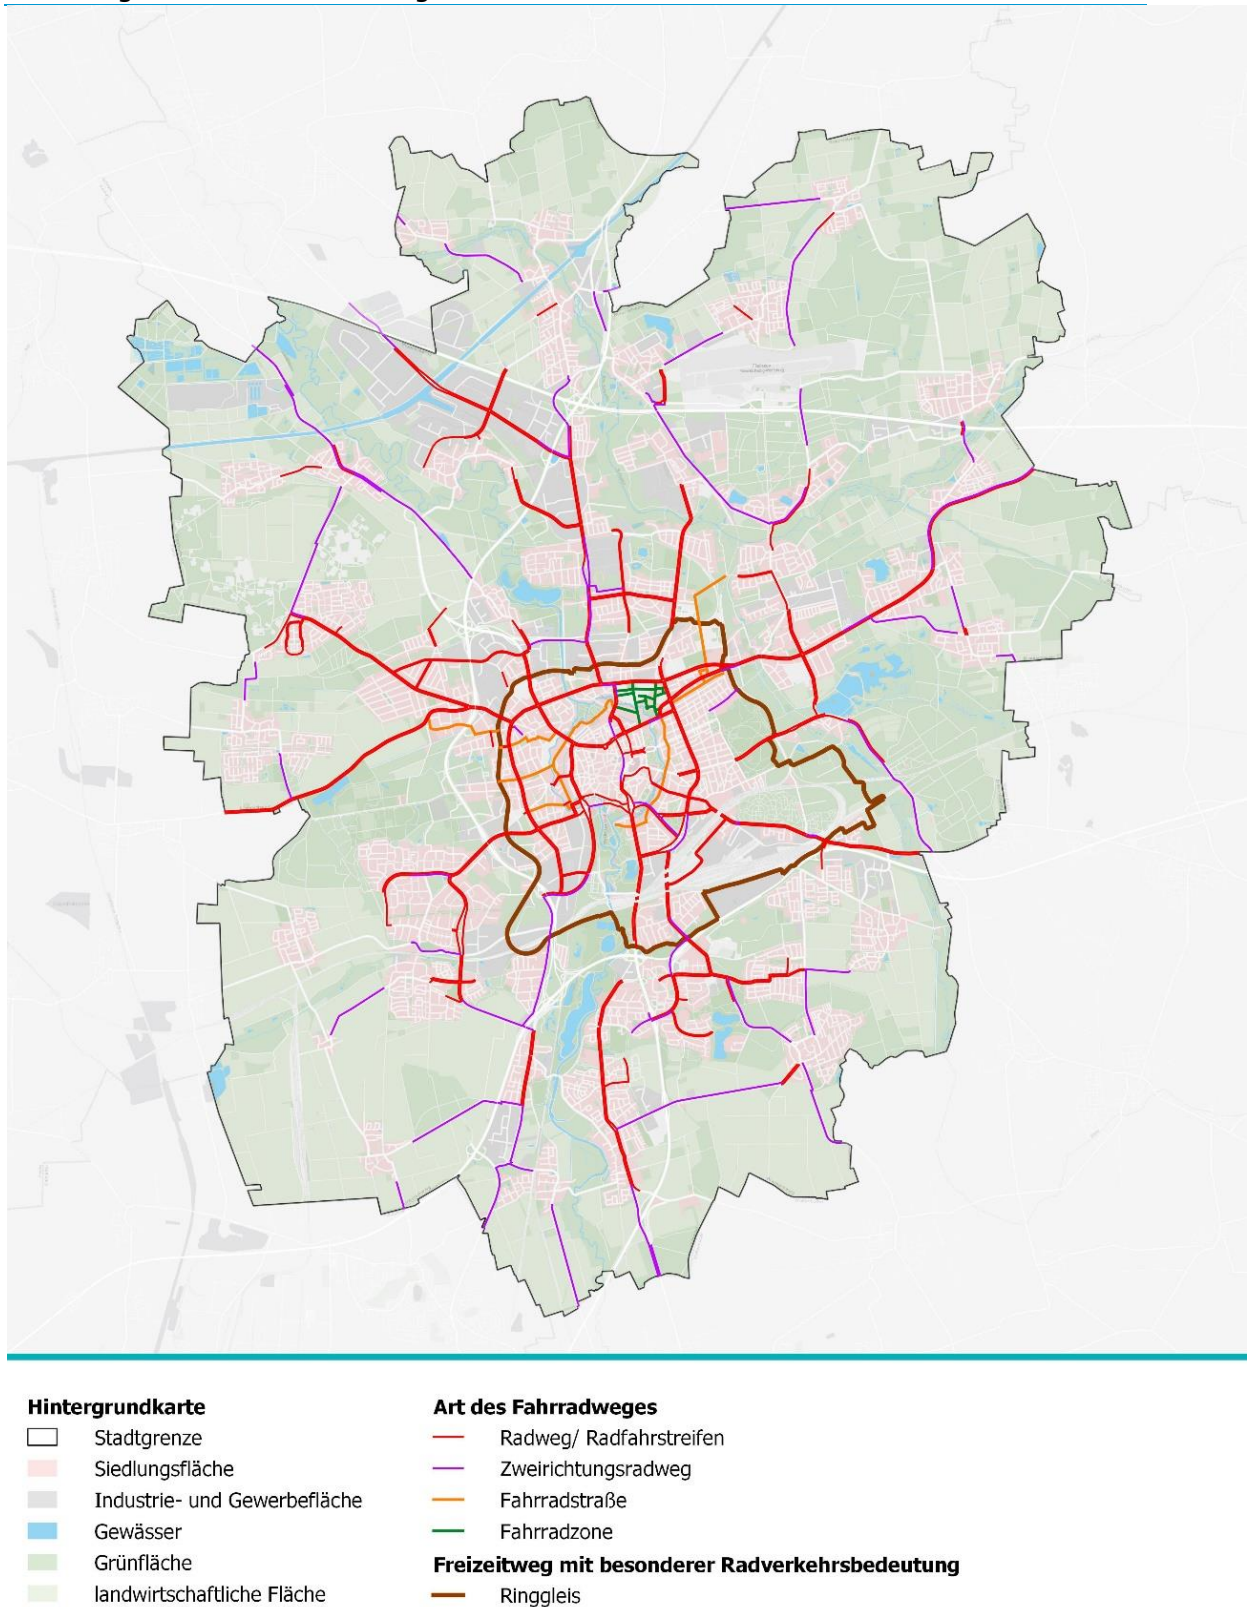 Hintergrundkarte
Stadtgrenze
Siedlungsfläche
Industrie- und Gewerbefläche
Gewässer
Grünfläche
landwirtschaftliche Fläche
Art des Fahrradweges
Radweg/ Radfahrstreifen
Zweirichtungsradweg
Fahrradstraße
Fahrradzone
Freizeitweg mit besonderer Radverkehrsbedeutung
Ringgleis